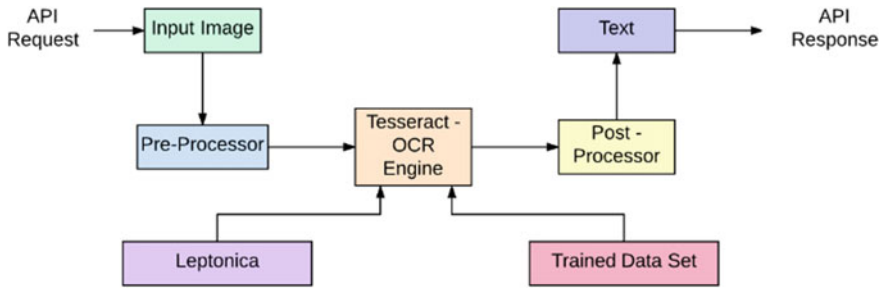 API
Request
Input Image
Text
API
Response
Pre-Processor
Tesseract -
OCR
Engine
Post -
Processor
Leptonica
Trained Data Set